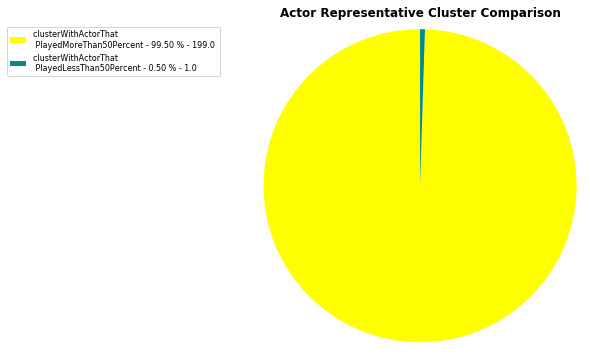 Actor Representative Cluster Comparison
clusterWithActorThat
PlayedMoreThan50Percent - 99.50 % - 199.0
clusterWithActorThat
PlayedLessThan50Percent - 0.50 % - 1.0